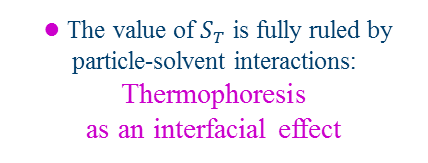 ● The value of S_T is fully ruled by
particle-solvent interactions:
Thermophoresis
as an interfacial effect